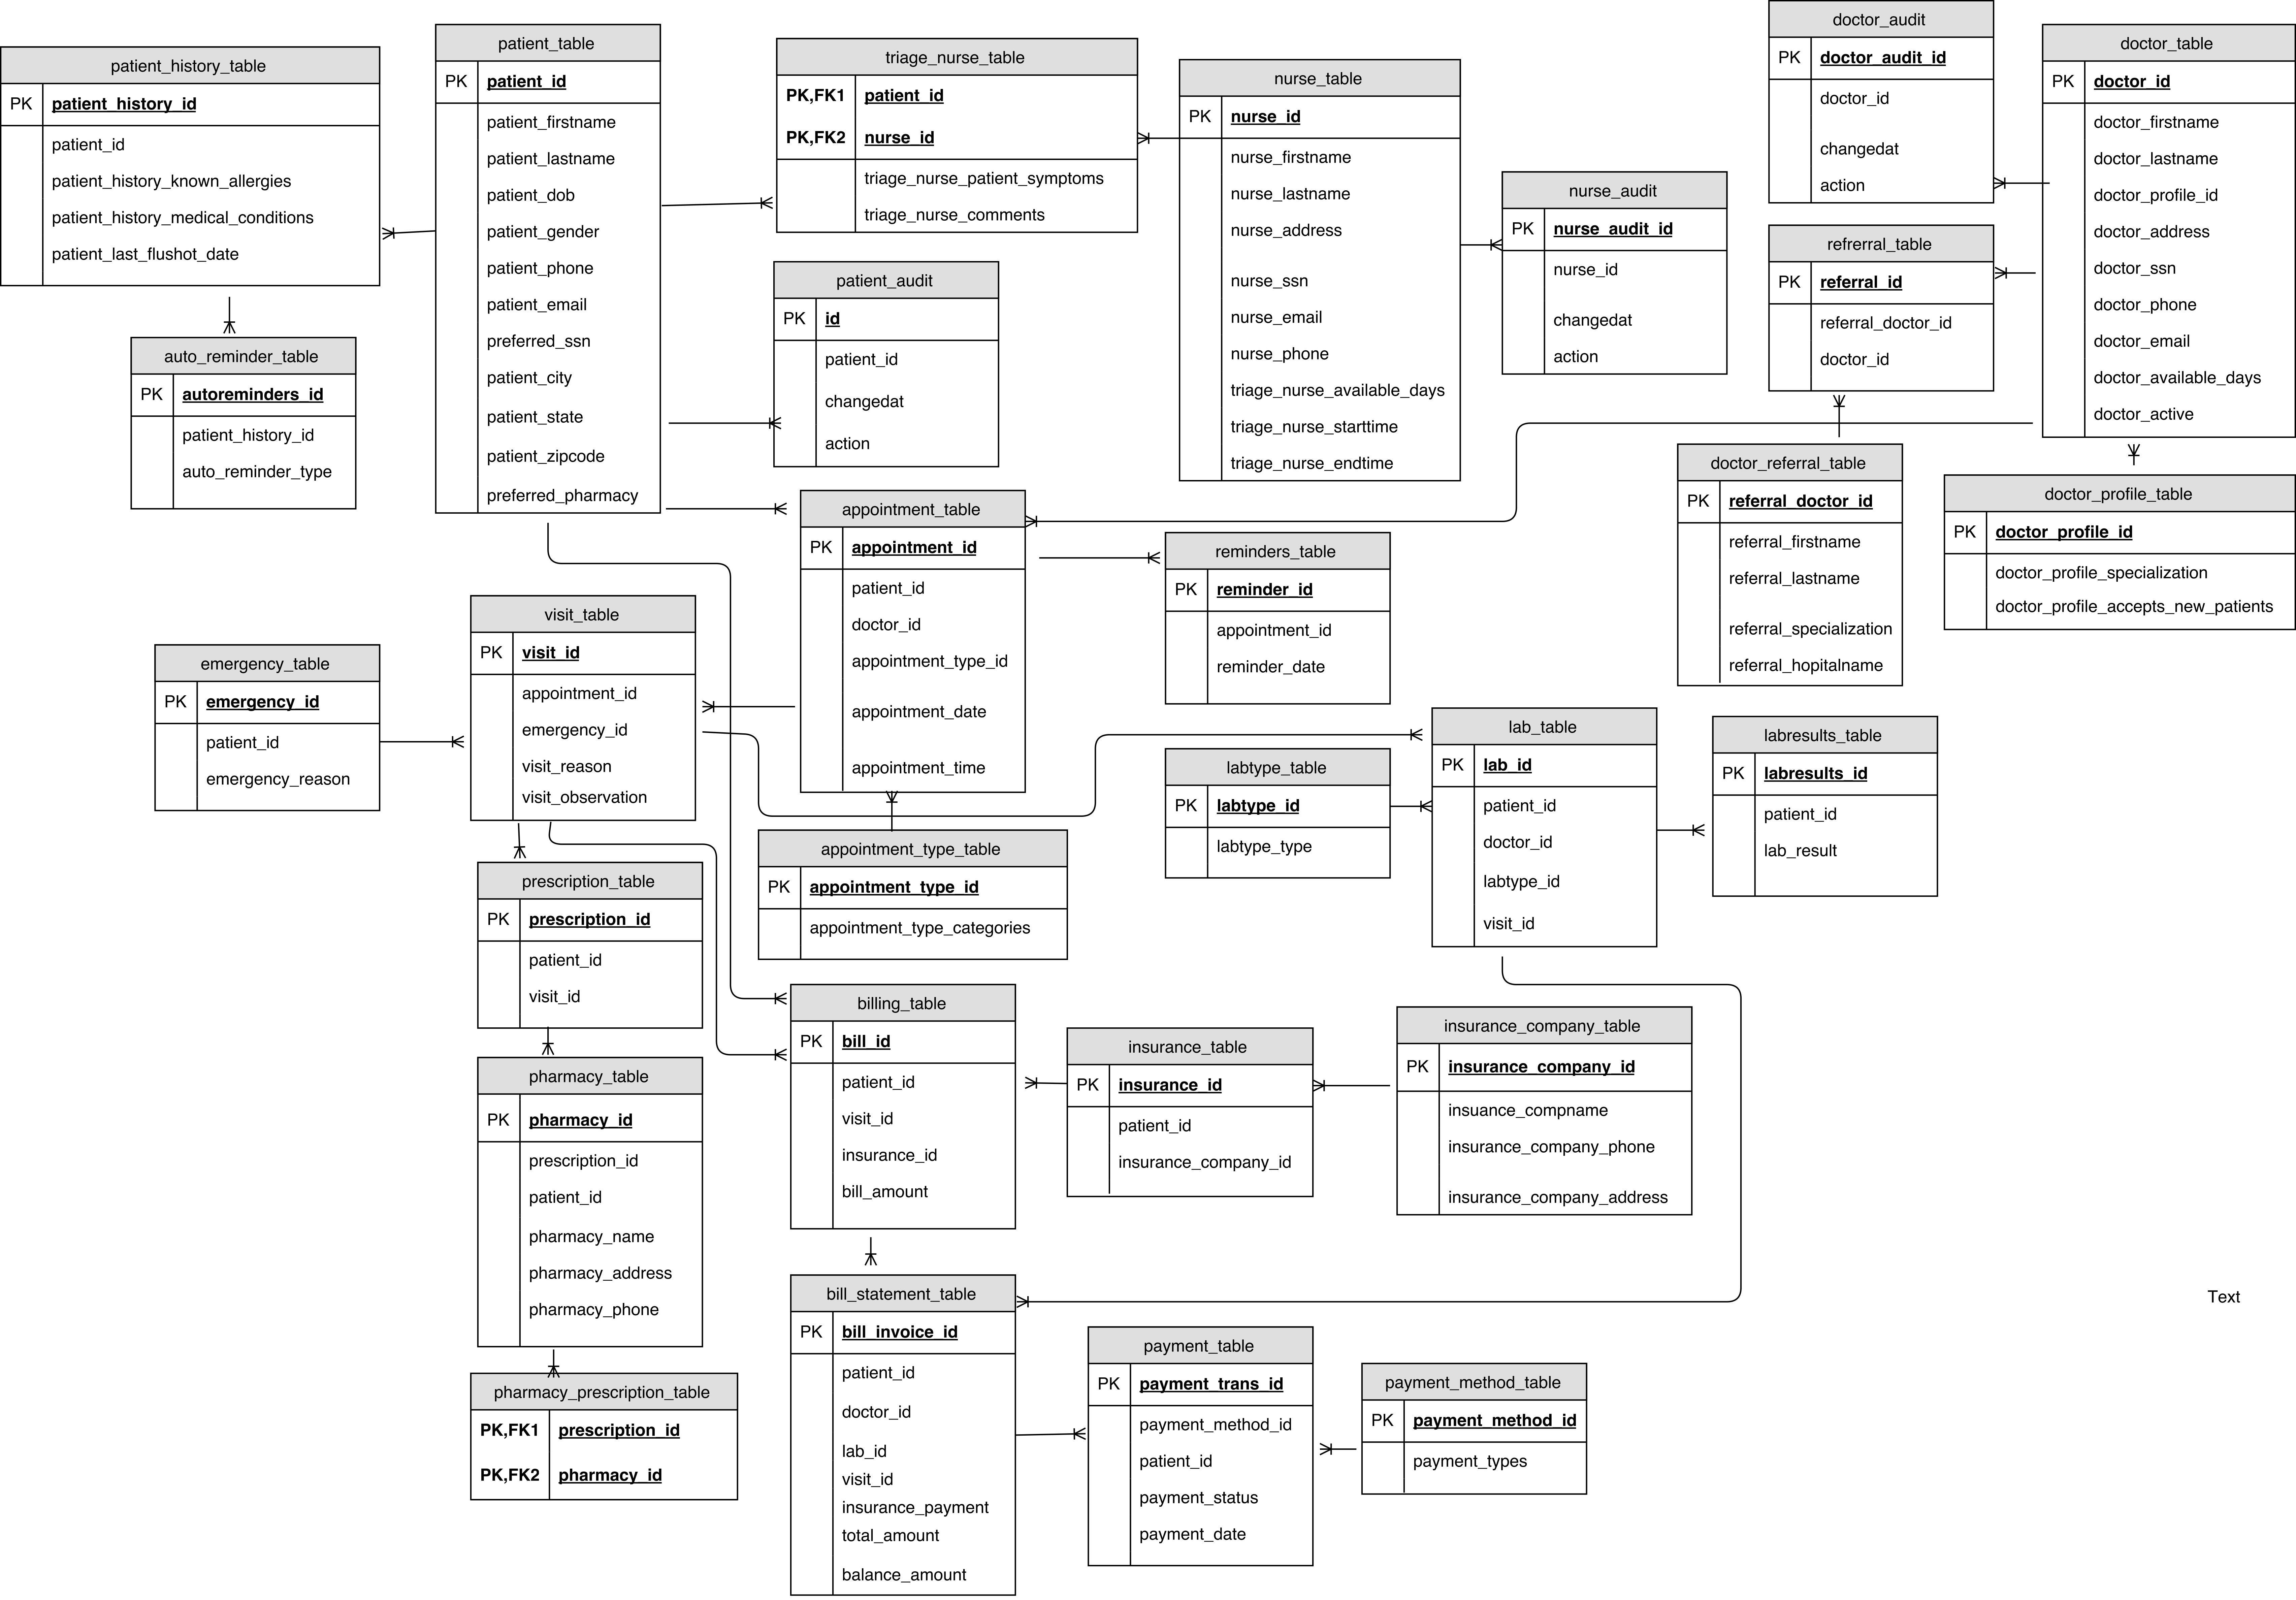 patient_history_table
PK patient_history_id
patient_id
patient_history_known_allergies
patient_history_medical_conditions
patient_last_flushot_date
patient_table
PK patient_id
patient_firstname
patient_lastname
patient_dob
patient_gender
patient_phone
patient_email
preferred_ssn
patient_city
patient_state
patient_zipcode
preferred_pharmacy
triage_nurse_table
PK,FK1 patient_id
PK,FK2 nurse_id
triage_nurse_patient_symptoms
triage_nurse_comments
nurse_table
PK nurse_id
nurse_firstname
nurse_lastname
nurse_address
nurse_ssn
nurse_email
nurse_phone
triage_nurse_available_days
triage_nurse_starttime
triage_nurse_endtime
nurse_audit
PK nurse_audit_id
nurse_id
changedat
action
doctor_audit
PK doctor_audit_id
doctor_id
changedat
action
doctor_table
PK doctor_id
doctor_firstname
doctor_lastname
doctor_profile_id
doctor_address
doctor_ssn
doctor_phone
doctor_email
doctor_available_days
doctor_active
refrerral_table
PK referral_id
referral_doctor_id
doctor_id
patient_audit
PK id
patient_id
changedat
action
auto_reminder_table
PK autoreminders_id
patient_history_id
auto_reminder_type
doctor_referral_table
PK referral_doctor_id
referral_firstname
referral_lastname
referral_specialization
referral_hopitalname
doctor_profile_table
PK doctor_profile_id
doctor_profile_specialization
doctor_profile_accepts_new_patients
appointment_table
PK appointment_id
patient_id
doctor_id
appointment_type_id
appointment_date
appointment_time
reminders_table
PK reminder_id
appointment_id
reminder_date
visit_table
PK visit_id
appointment_id
emergency_id
visit_reason
visit_observation
emergency_table
PK emergency_id
patient_id
emergency_reason
labtype_table
PK labtype_id
labtype_type
lab_table
PK lab_id
patient_id
doctor_id
labtype_id
visit_id
labresults_table
PK labresults_id
patient_id
lab_result
appointment_type_table
PK appointment_type_id
appointment_type_categories
prescription_table
PK prescription_id
patient_id
visit_id
billing_table
PK bill_id
patient_id
visit_id
insurance_id
bill_amount
insurance_table
PK insurance_id
patient_id
insurance_company_id
insurance_company_table
PK insurance_company_id
insuance_compname
insurance_company_phone
insurance_company_address
pharmacy_table
PK pharmacy_id
prescription_id
patient_id
pharmacy_name
pharmacy_address
pharmacy_phone
bill_statement_table
PK bill_invoice_id
patient_id
doctor_id
lab_id
visit_id
insurance_payment
total_amount
balance_amount
payment_table
PK payment_trans_id
payment_method_id
patient_id
payment_status
payment_date
payment_method_table
PK payment_method_id
payment_types
pharmacy_prescription_table
PK,FK1 prescription_id
PK,FK2 pharmacy_id
Text